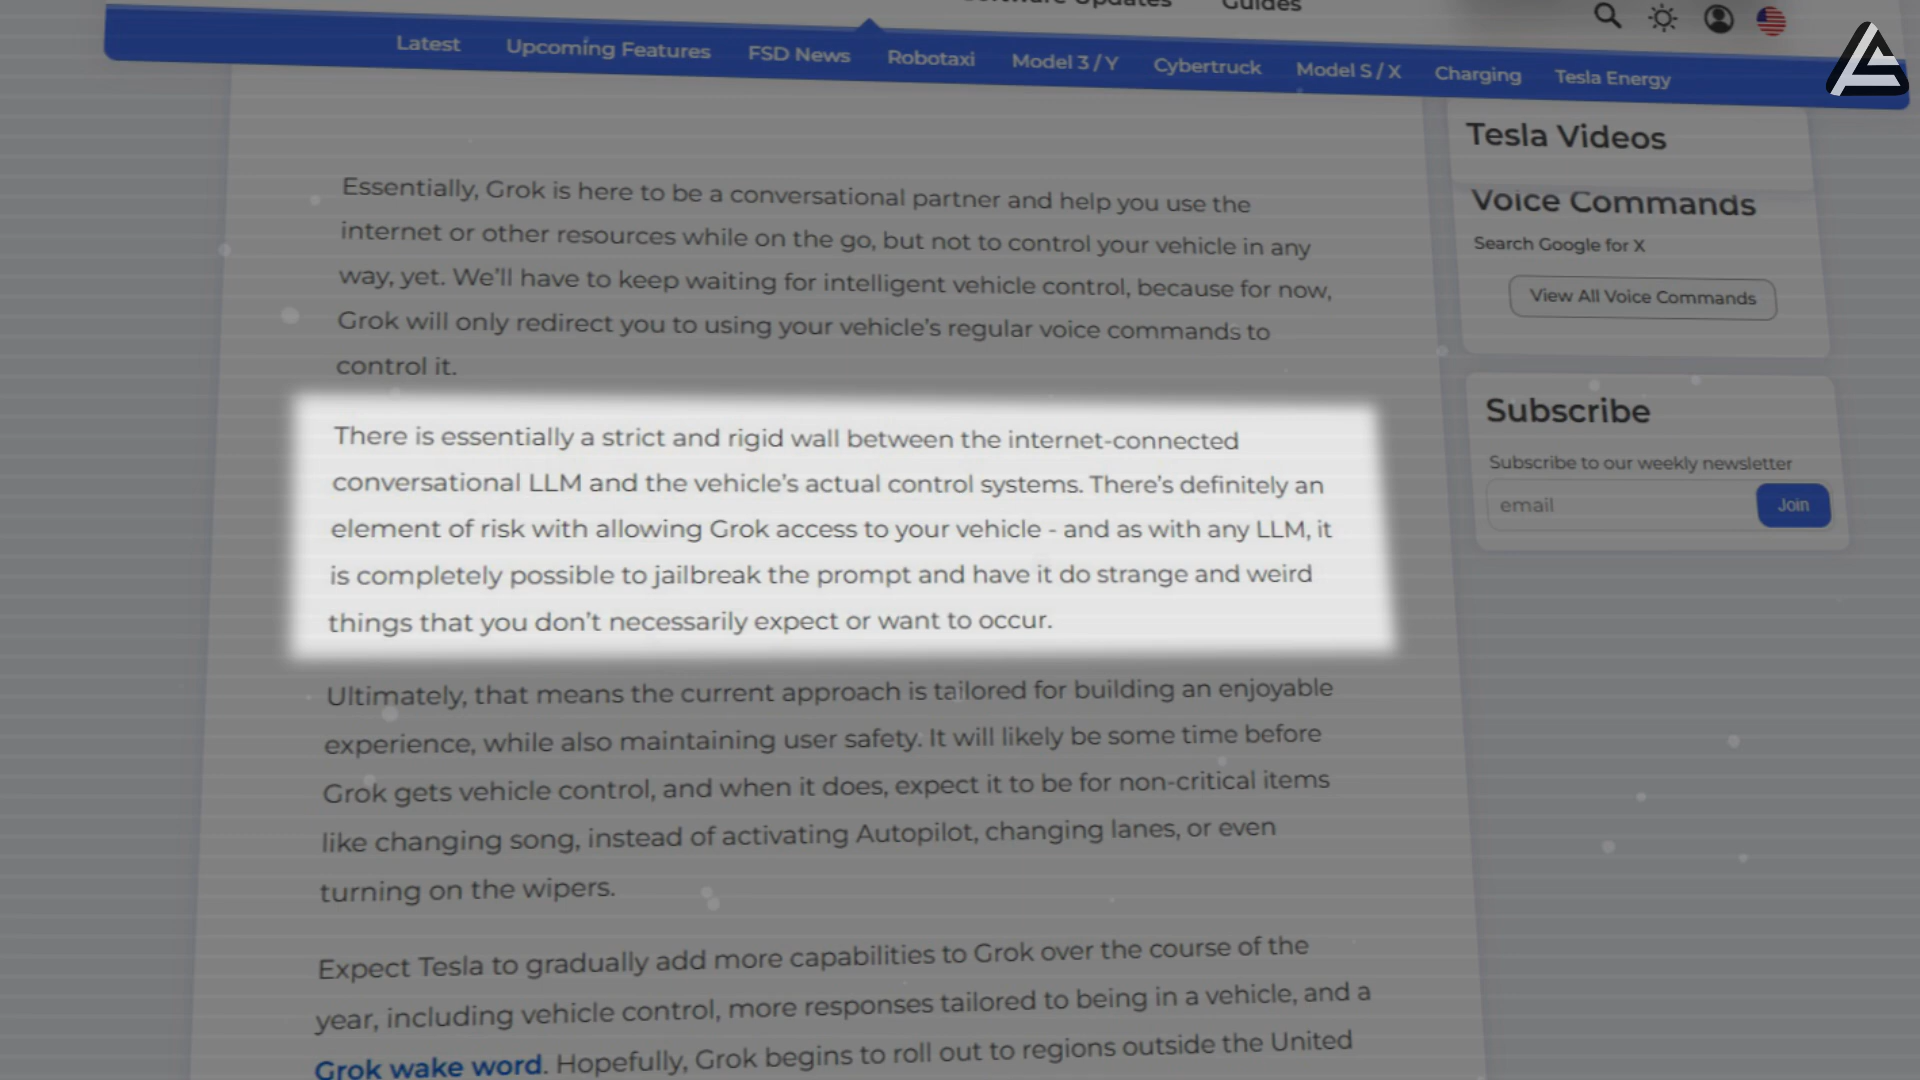 Guides
Latest
Upcoming Features
FSD News
Robotaxi
Model 3 / Y
Cybertruck
Model S / X
Charging
Tesla Energy
Essentially, Grok is here to be a conversational partner and help you use the
internet or other resources while on the go, but not to control your vehicle in any
way, yet. We'll have to keep waiting for intelligent vehicle control, because for now,
Grok will only redirect you to using your vehicle's regular voice commands to
control it.
There is essentially a strict and rigid wall between the internet-connected
conversational LLM and the vehicle's actual control systems. There's definitely an
element of risk with allowing Grok access to your vehicle - and as with any LLM, it
is completely possible to jailbreak the prompt and have it do strange and weird
things that you don't necessarily expect or want to occur.
Ultimately, that means the current approach is tailored for building an enjoyable
experience, while also maintaining user safety. It will likely be some time before
Grok gets vehicle control, and when it does, expect it to be for non-critical items
like changing song, instead of activating Autopilot, changing lanes, or even
turning on the wipers.
Expect Tesla to gradually add more capabilities to Grok over the course of the
year, including vehicle control, more responses tailored to being in a vehicle, and a
Grok wake word. Hopefully, Grok begins to roll out to regions outside the United
Tesla Videos
Voice Commands
Search Google for X
View All Voice Commands
Subscribe
Subscribe to our weekly newsletter
email
Join